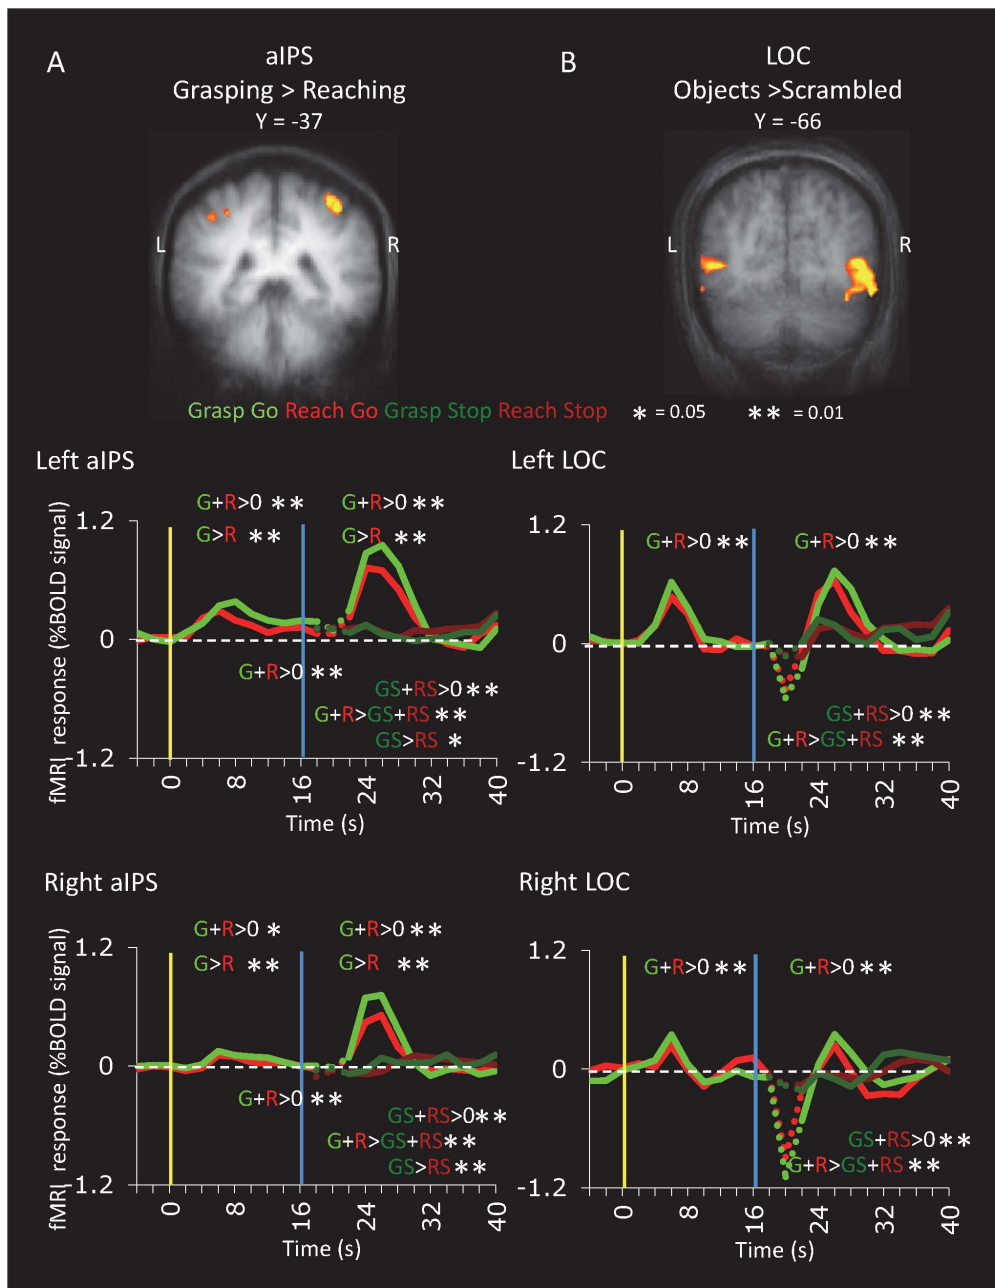 A
aIPS
Grasping > Reaching
Y = -37
L
R
B
LOC
Objects >Scrambled
Y = -66
L
R
Grasp Go Reach Go Grasp Stop Reach Stop * = 0.05 ** = 0.01
Left aIPS
fMRI response (%BOLD signal)
1.2
0
-1.2
G+R>0 **
G>R **
G+R>0 **
G>R **
G+R>0 **
GS+RS>0**
G+R>GS+RS **
GS>RS *
0 8 16 24 32 40
Time (s)
Left LOC
1.2
0
-1.2
G+R>0 **
G+R>0 **
GS+RS>0 **
G+R>GS+RS **
0 8 16 24 32 40
Time (s)
Right aIPS
fMRI response (%BOLD signal)
1.2
0
-1.2
G+R>0 *
G>R **
G+R>0 **
G>R **
G+R>0 **
GS+RS>0**
G+R>GS+RS**
GS>RS**
0 8 16 24 32 40
Time (s)
Right LOC
1.2
0
-1.2
G+R>0 **
G+R>0 **
GS+RS>0**
G+R>GS+RS **
0 8 16 24 32 40
Time (s)